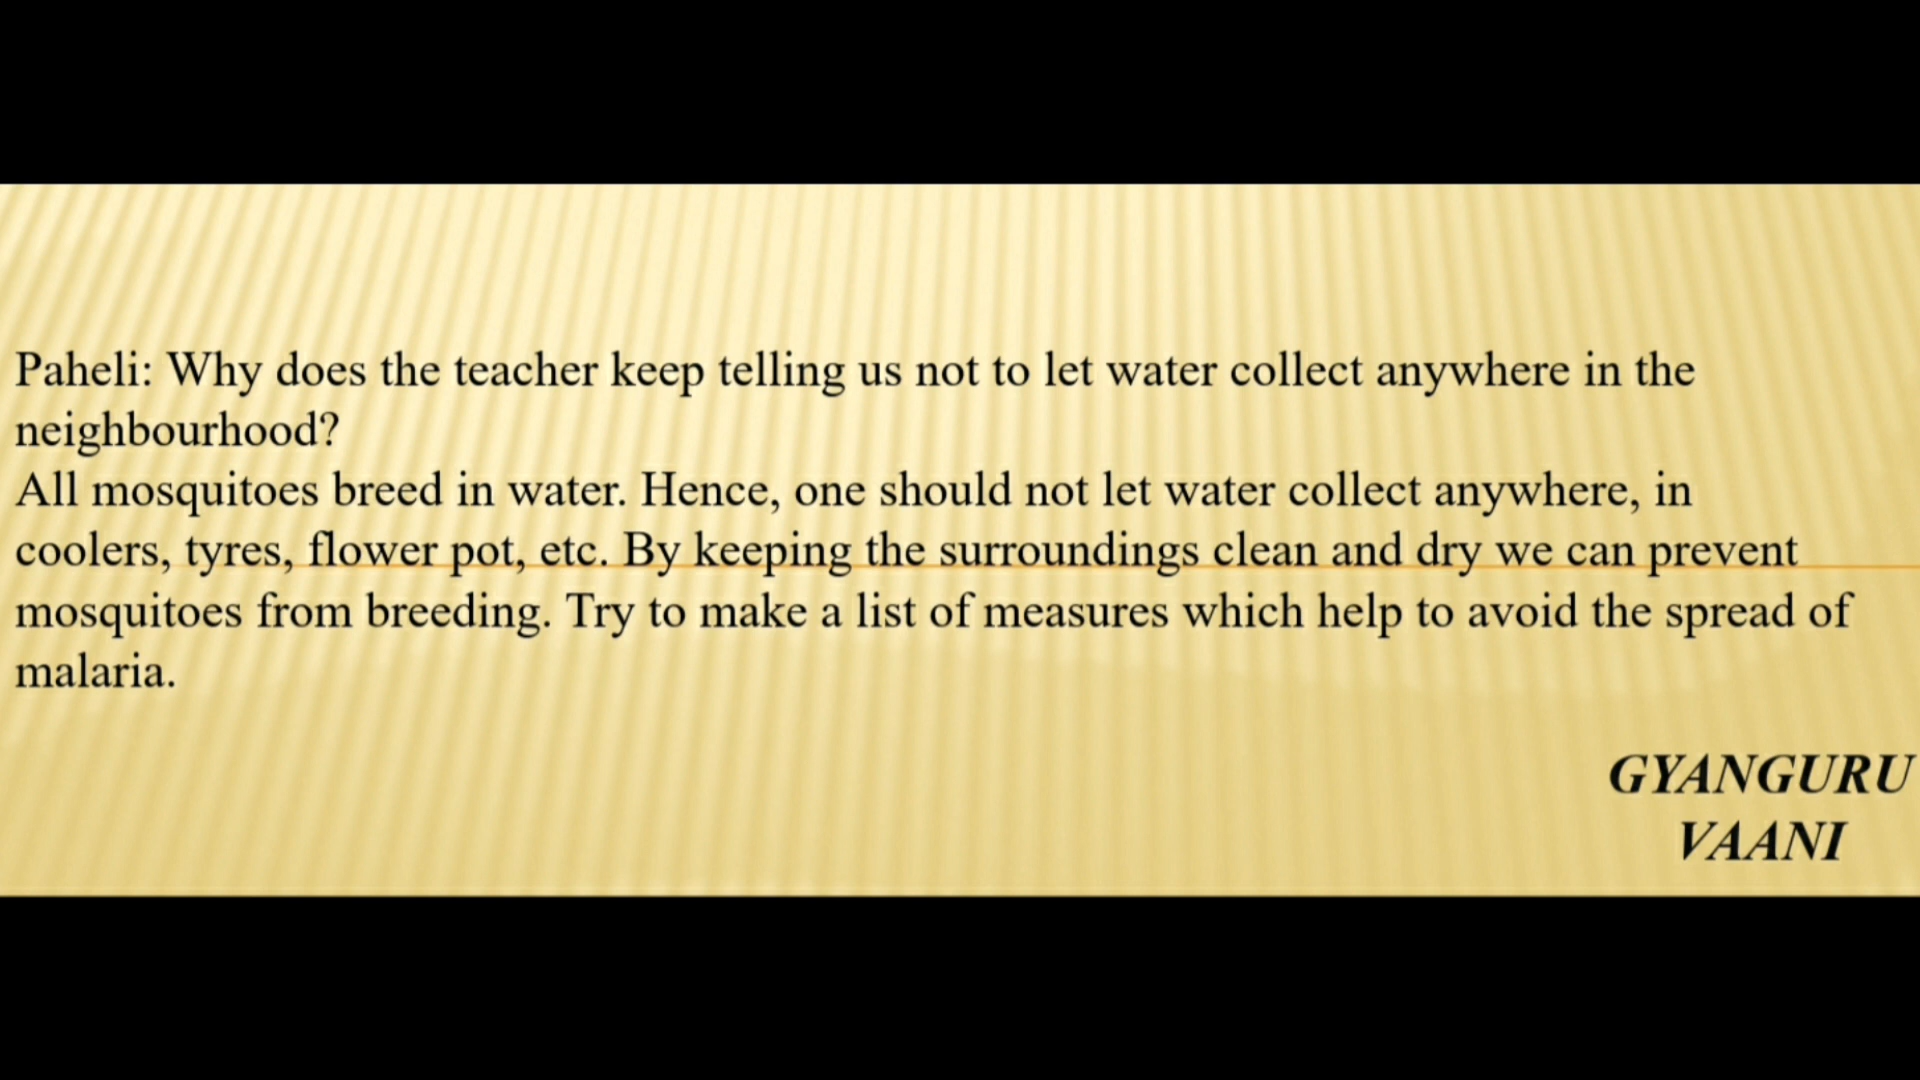 Paheli: Why does the teacher keep telling us not to let water collect anywhere in the
neighbourhood?
All mosquitoes breed in water. Hence, one should not let water collect anywhere, in
coolers, tyres, flower pot, etc. By keeping the surroundings clean and dry we can prevent
mosquitoes from breeding. Try to make a list of measures which help to avoid the spread of
malaria.
GYANGURU
VAANI